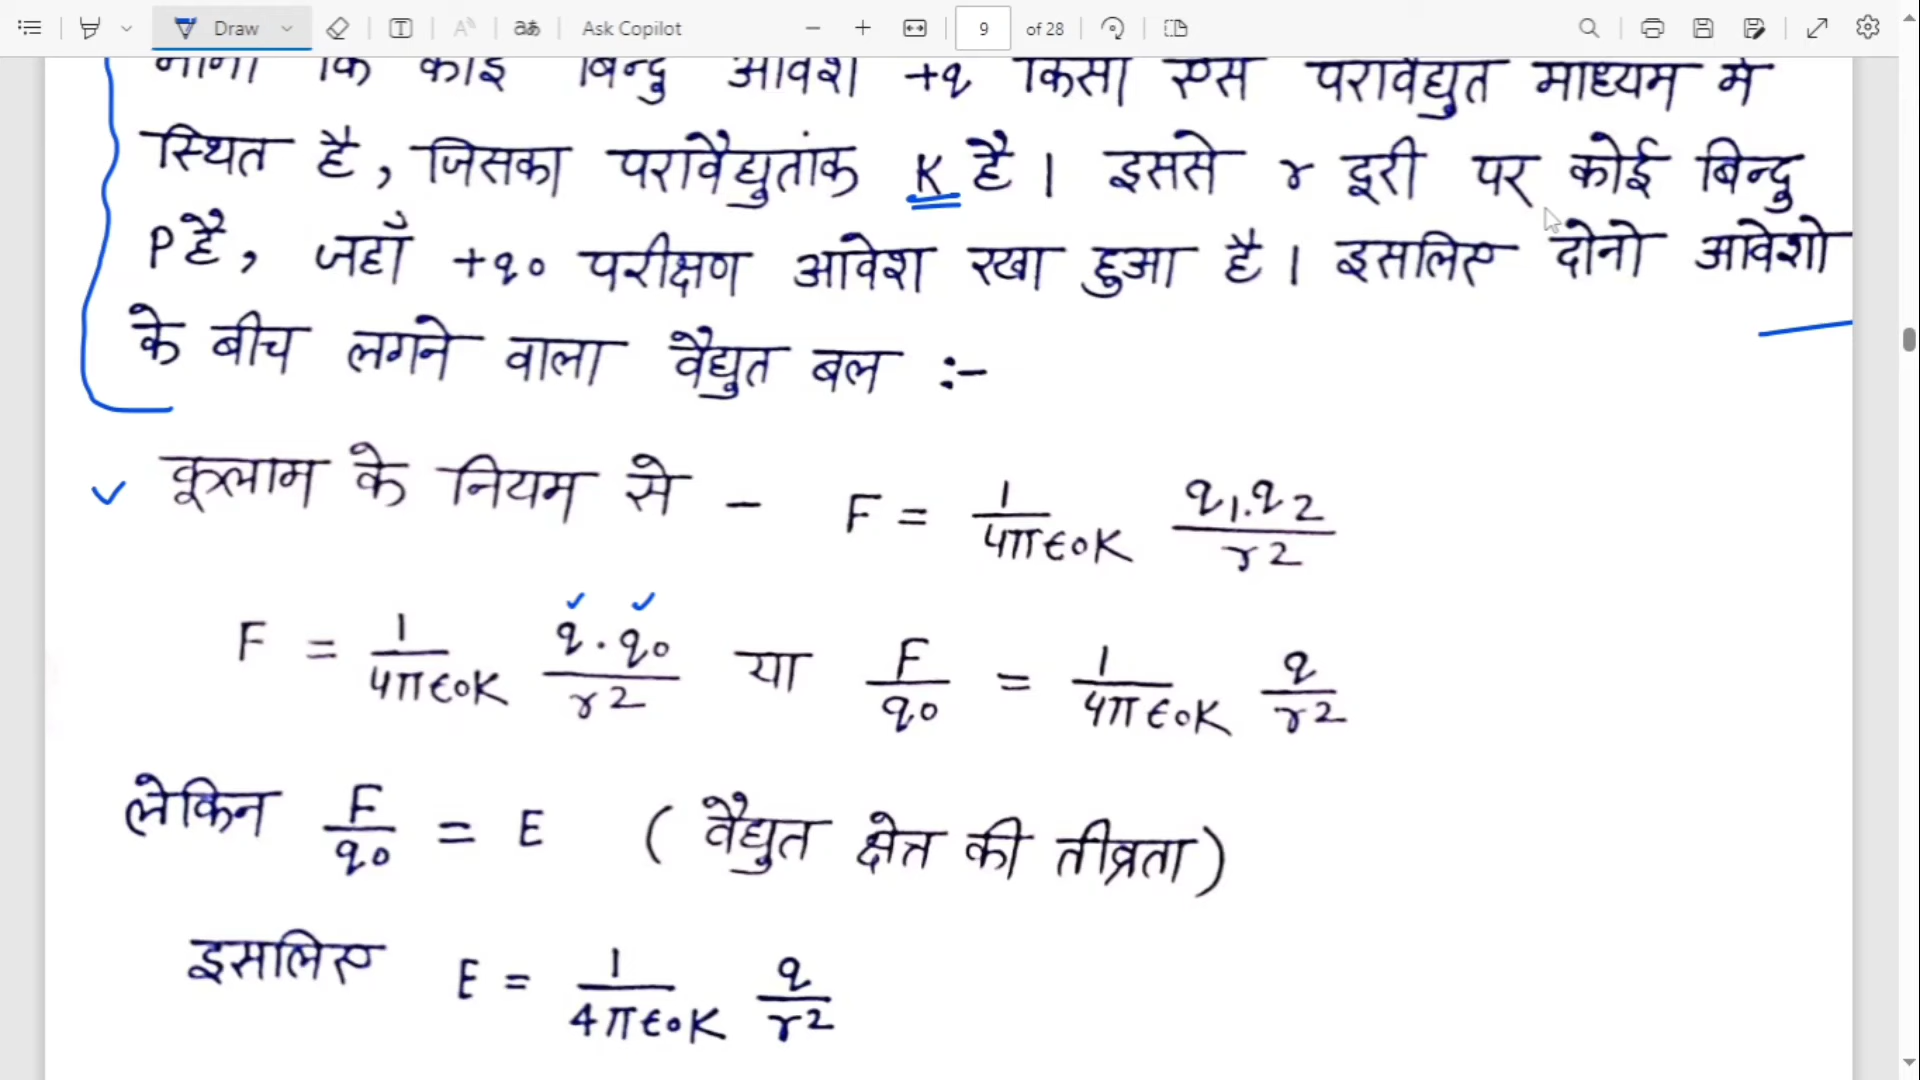 Draw Ask Copilot 9 of 28
माना कि कोई बिन्दु आवेश +q किसी एसे परावैद्युत माध्यम में
स्थित है, जिसका परावैद्युतांक K है। इससे r दूरी पर कोई बिन्दु
P है, जहाँ +q0 परीक्षण आवेश रखा हुआ है। इसलिए दोनो आवेशो
के बीच लगने वाला वैद्युत बल :-
कूलाम के नियम से - F = 1/4πε0K q1.q2/r2
F = 1/4πε0K q.q0/r2 या F/q0 = 1/4πε0K q/r2
लेकिन F/q0 = E (वैद्युत क्षेत्र की तीव्रता)
इसलिए E = 1/4πε0K q/r2